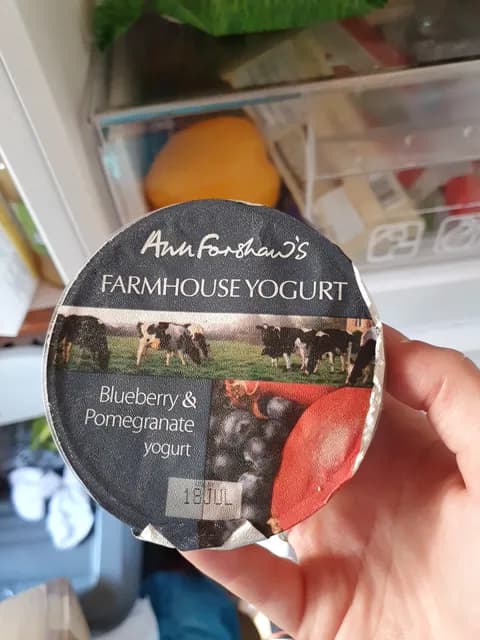 Ann Forshaw's
FARMHOUSE YOGURT
Blueberry &
Pomegranate
yogurt
18JUL